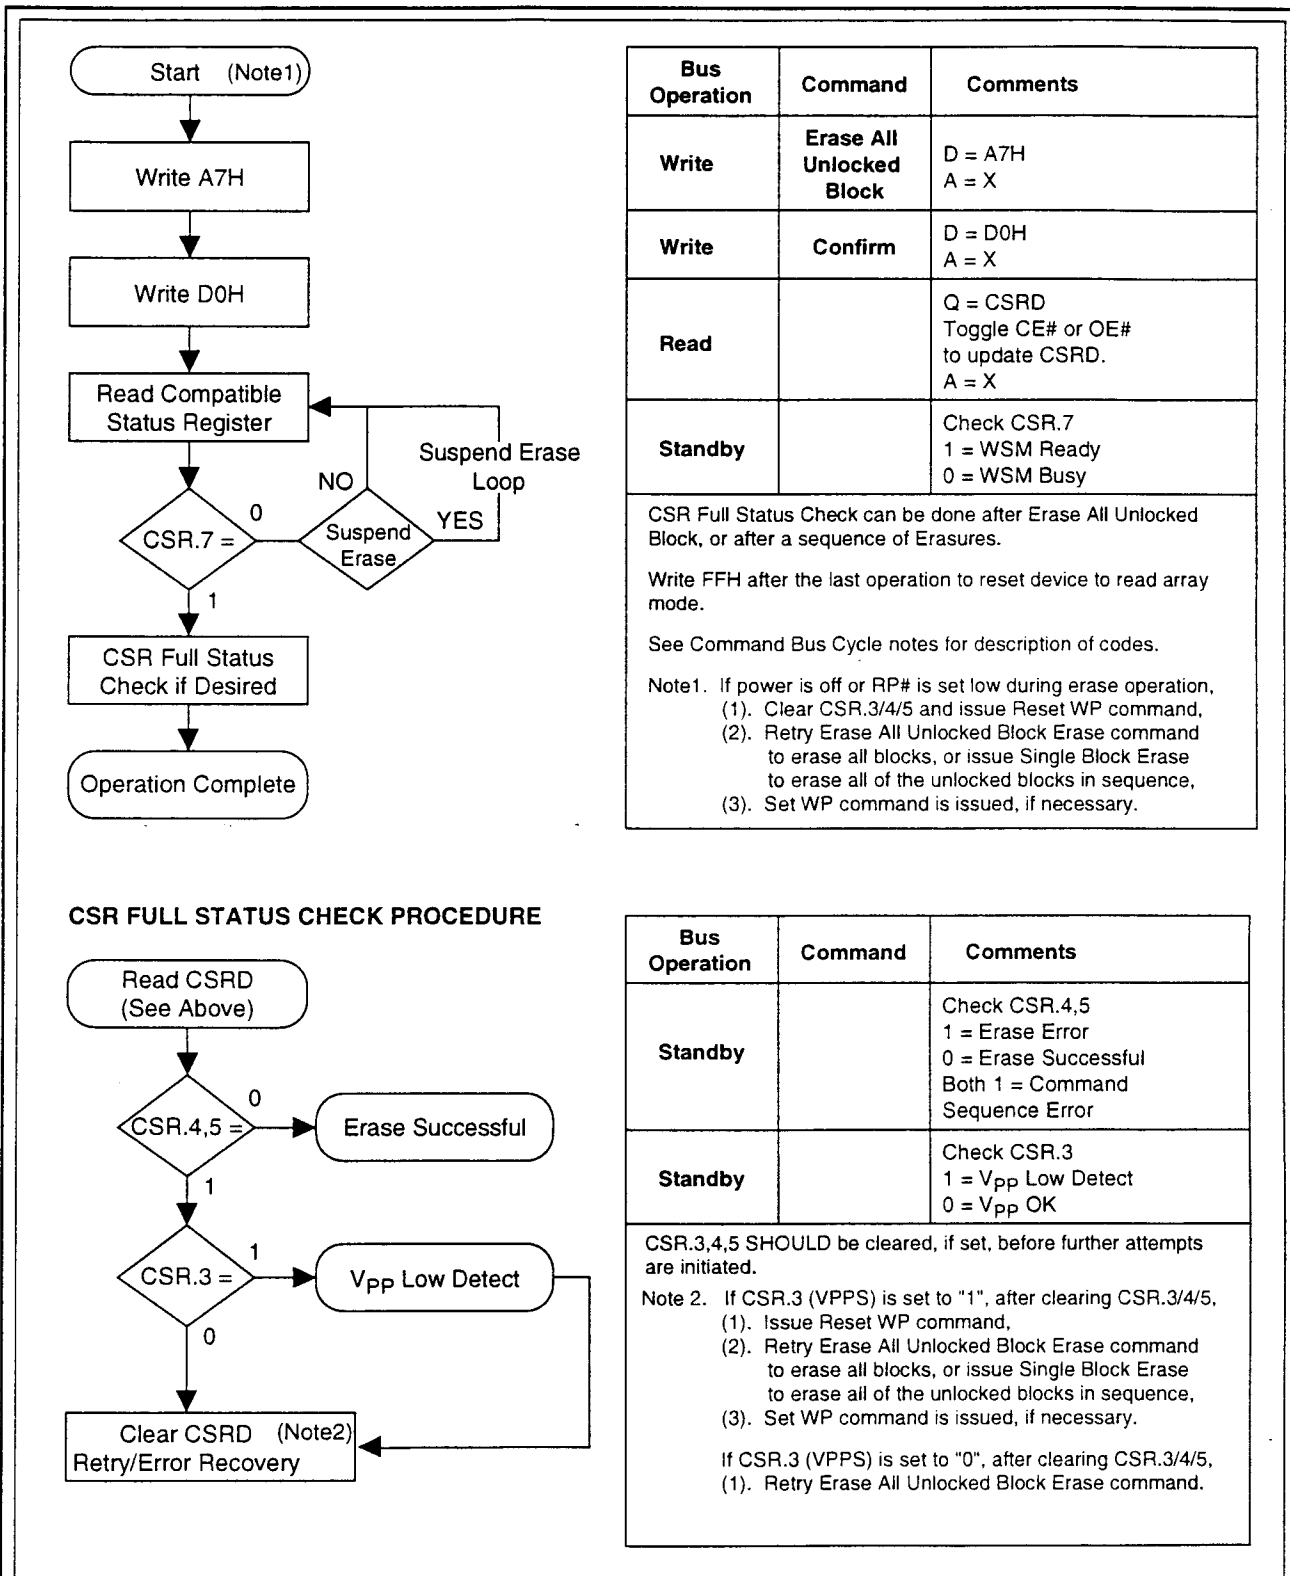 Start (Note1)
Write A7H
Write D0H
Read Compatible
Status Register
Suspend Erase
Loop
NO
YES
0
CSR.7 =
Suspend
Erase
1
CSR Full Status
Check if Desired
Operation Complete
Bus
Operation
Command
Comments
Write
Erase All
Unlocked
Block
D = A7H
A = X
Write
Confirm
D = D0H
A = X
Read
Q = CSRD
Toggle CE# or OE#
to update CSRD.
A = X
Standby
Check CSR.7
1 = WSM Ready
0 = WSM Busy
CSR Full Status Check can be done after Erase All Unlocked
Block, or after a sequence of Erasures.
Write FFH after the last operation to reset device to read array
mode.
See Command Bus Cycle notes for description of codes.
Note1. If power is off or RP# is set low during erase operation,
(1). Clear CSR.3/4/5 and issue Reset WP command,
(2). Retry Erase All Unlocked Block Erase command
to erase all blocks, or issue Single Block Erase
to erase all of the unlocked blocks in sequence,
(3). Set WP command is issued, if necessary.
CSR FULL STATUS CHECK PROCEDURE
Read CSRD
(See Above)
0
CSR.4,5 =
Erase Successful
1
1
CSR.3 =
VPP Low Detect
0
Clear CSRD (Note2)
Retry/Error Recovery
Bus
Operation
Command
Comments
Standby
Check CSR.4,5
1 = Erase Error
0 = Erase Successful
Both 1 = Command
Sequence Error
Standby
Check CSR.3
1 = VPP Low Detect
0 = VPP OK
CSR.3,4,5 SHOULD be cleared, if set, before further attempts
are initiated.
Note 2. If CSR.3 (VPPS) is set to "1", after clearing CSR.3/4/5,
(1). Issue Reset WP command,
(2). Retry Erase All Unlocked Block Erase command
to erase all blocks, or issue Single Block Erase
to erase all of the unlocked blocks in sequence,
(3). Set WP command is issued, if necessary.
If CSR.3 (VPPS) is set to "0", after clearing CSR.3/4/5,
(1). Retry Erase All Unlocked Block Erase command.